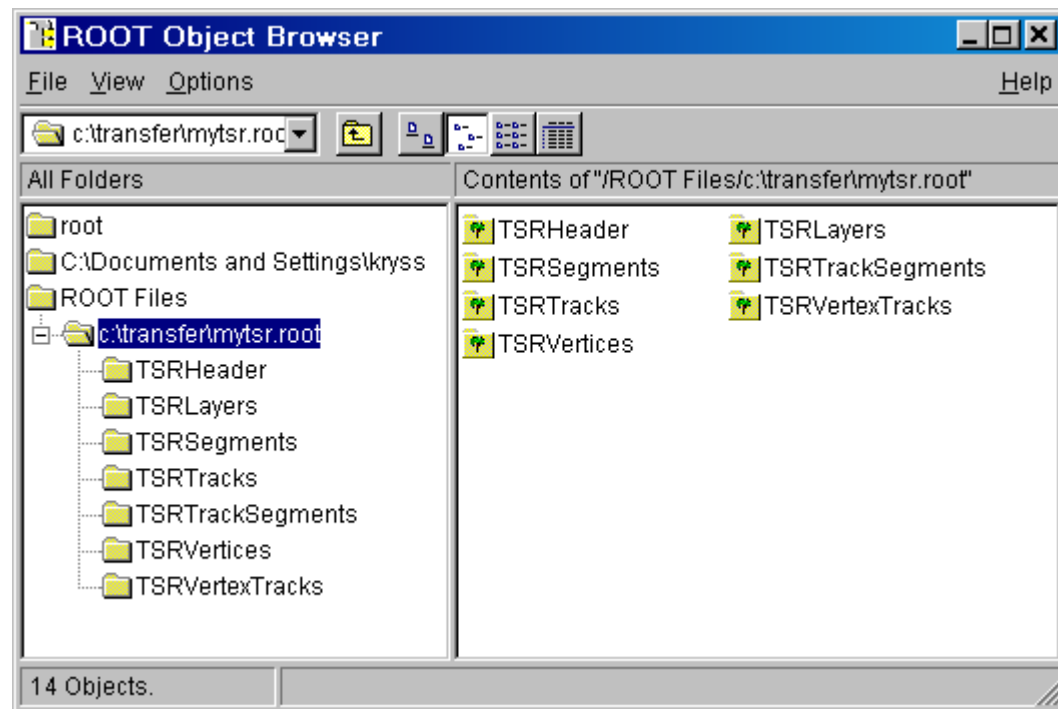 ROOT Object Browser
File View Options Help
c:\transfer\mytsr.roc
All Folders
Contents of "/ROOT Files/c:\transfer\mytsr.root"
root
C:\Documents and Settings\kryss
ROOT Files
c:\transfer\mytsr.root
TSRHeader
TSRLayers
TSRSegments
TSRTracks
TSRTrackSegments
TSRVertices
TSRVertexTracks
TSRHeader TSRLayers
TSRSegments TSRTrackSegments
TSRTracks TSRVertexTracks
TSRVertices
14 Objects.